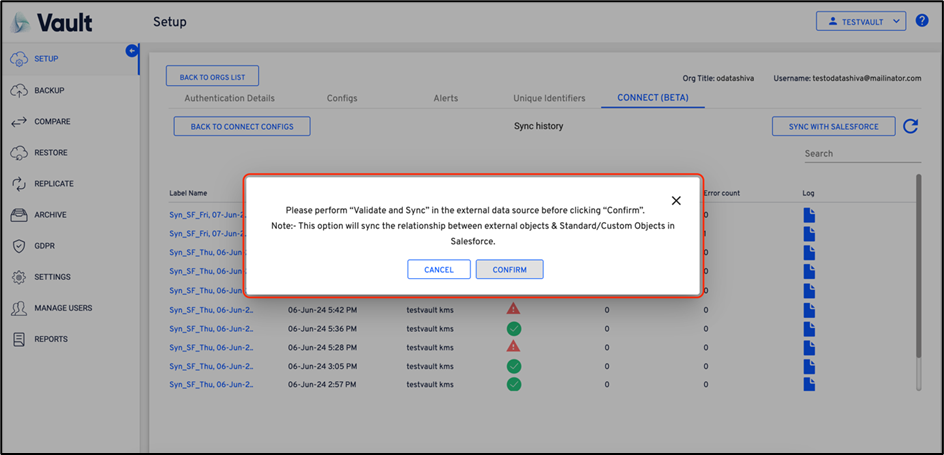 Vault
Setup
TESTVAULT
?
SETUP
BACKUP
COMPARE
RESTORE
REPLICATE
ARCHIVE
GDPR
SETTINGS
MANAGE USERS
REPORTS
BACK TO ORGS LIST
Org Title: odatashiva Username: testodatashiva@mailinator.com
Authentication Details Configs Alerts Unique Identifiers CONNECT (BETA)
BACK TO CONNECT CONFIGS Sync history SYNC WITH SALESFORCE
Search
Label Name Error count Log
Syn_SF_Fri, 07-Jun-2 0
Syn_SF_Fri, 07-Jun-2
Syn_SF_Thu, 06-Jun-2
Syn_SF_Thu, 06-Jun-2
Syn_SF_Thu, 06-Jun-2
Please perform “Validate and Sync” in the external data source before clicking “Confirm”.
Note:- This option will sync the relationship between external objects & Standard/Custom Objects in
Salesforce.
CANCEL CONFIRM
Syn_SF_Thu, 06-Jun-2... 06-Jun-24 5:42 PM testvault kms 0 0
Syn_SF_Thu, 06-Jun-2... 06-Jun-24 5:36 PM testvault kms 0 0
Syn_SF_Thu, 06-Jun-2... 06-Jun-24 5:28 PM testvault kms 0 0
Syn_SF_Thu, 06-Jun-2... 06-Jun-24 3:05 PM testvault kms 0 0
Syn_SF_Thu, 06-Jun-2... 06-Jun-24 2:57 PM testvault kms 0 0